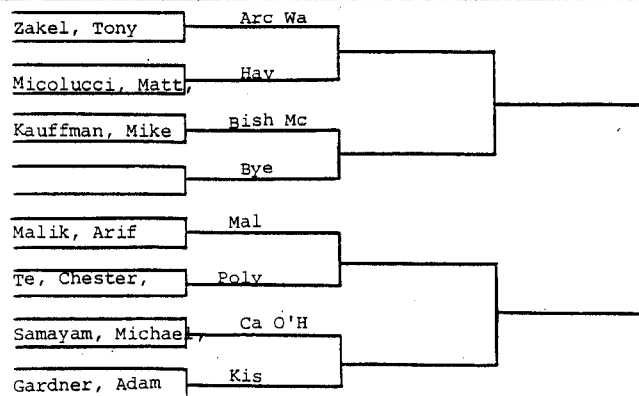 Zakel, Tony Arc Wa
Micolucci, Matt, Hav
Kauffman, Mike Bish Mc
Bye
Malik, Arif Mal
Te, Chester, Poly
Samayam, Michael, Ca O'H
Gardner, Adam Kis